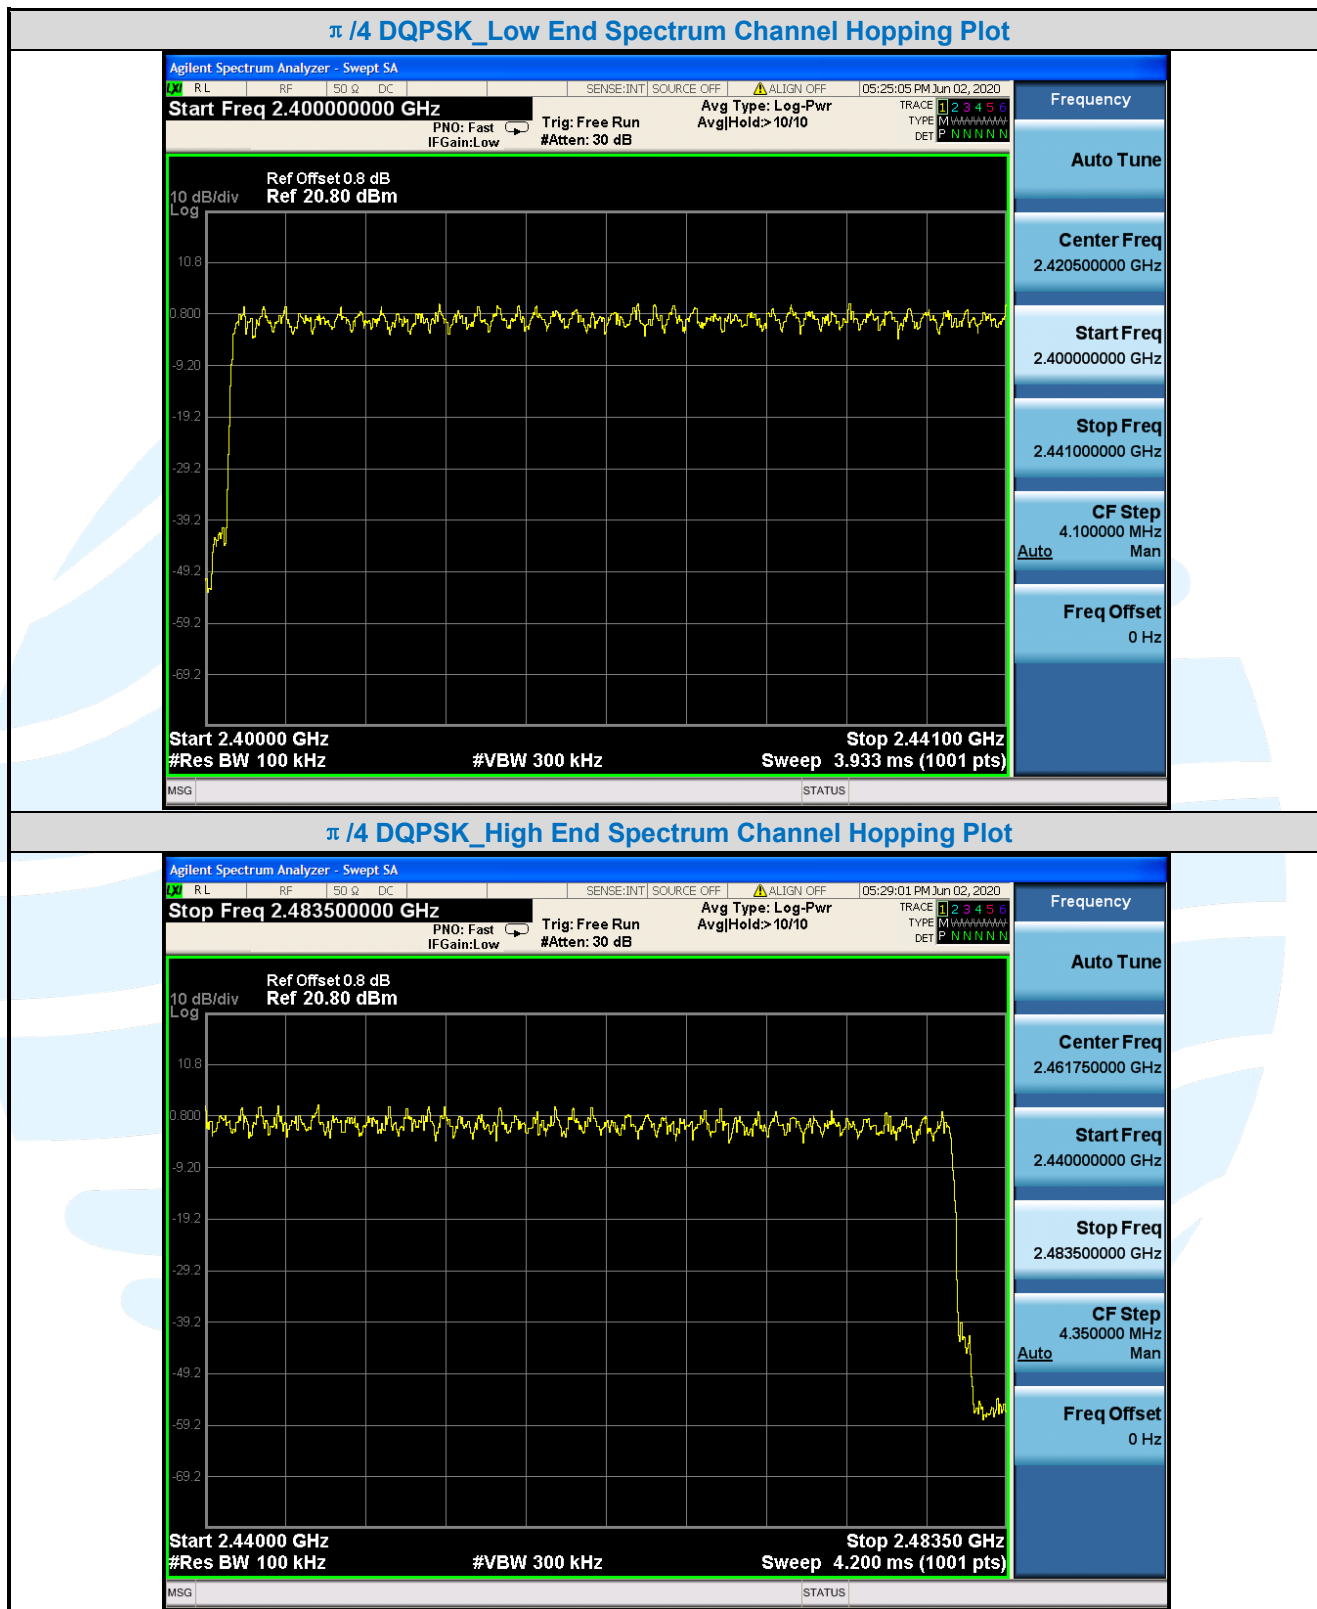 π /4 DQPSK_Low End Spectrum Channel Hopping Plot
Agilent Spectrum Analyzer - Swept SA
LXI RL RF 50 Ω DC SENSE:INT SOURCE OFF ALIGN OFF 05:25:05 PM Jun 02, 2020
Start Freq 2.400000000 GHz
PNO: Fast
IFGain:Low
Trig: Free Run
#Atten: 30 dB
Avg Type: Log-Pwr
Avg|Hold:>10/10
TRACE 1 2 3 4 5 6
TYPE M WWWWW
DET P N N N N N
Frequency
Auto Tune
Center Freq
2.420500000 GHz
Start Freq
2.400000000 GHz
Stop Freq
2.441000000 GHz
CF Step
4.100000 MHz
Auto Man
Freq Offset
0 Hz
Ref Offset 0.8 dB
10 dB/div Ref 20.80 dBm
Log
10.8
0.800
-9.20
-19.2
-29.2
-39.2
-49.2
-59.2
-69.2
Start 2.40000 GHz Stop 2.44100 GHz
#Res BW 100 kHz #VBW 300 kHz Sweep 3.933 ms (1001 pts)
MSG STATUS
π /4 DQPSK_High End Spectrum Channel Hopping Plot
Agilent Spectrum Analyzer - Swept SA
LXI RL RF 50 Ω DC SENSE:INT SOURCE OFF ALIGN OFF 05:29:01 PM Jun 02, 2020
Stop Freq 2.483500000 GHz
PNO: Fast
IFGain:Low
Trig: Free Run
#Atten: 30 dB
Avg Type: Log-Pwr
Avg|Hold:>10/10
TRACE 1 2 3 4 5 6
TYPE M WWWWW
DET P N N N N N
Frequency
Auto Tune
Center Freq
2.461750000 GHz
Start Freq
2.440000000 GHz
Stop Freq
2.483500000 GHz
CF Step
4.350000 MHz
Auto Man
Freq Offset
0 Hz
Ref Offset 0.8 dB
10 dB/div Ref 20.80 dBm
Log
10.8
0.800
-9.20
-19.2
-29.2
-39.2
-49.2
-59.2
-69.2
Start 2.44000 GHz Stop 2.48350 GHz
#Res BW 100 kHz #VBW 300 kHz Sweep 4.200 ms (1001 pts)
MSG STATUS